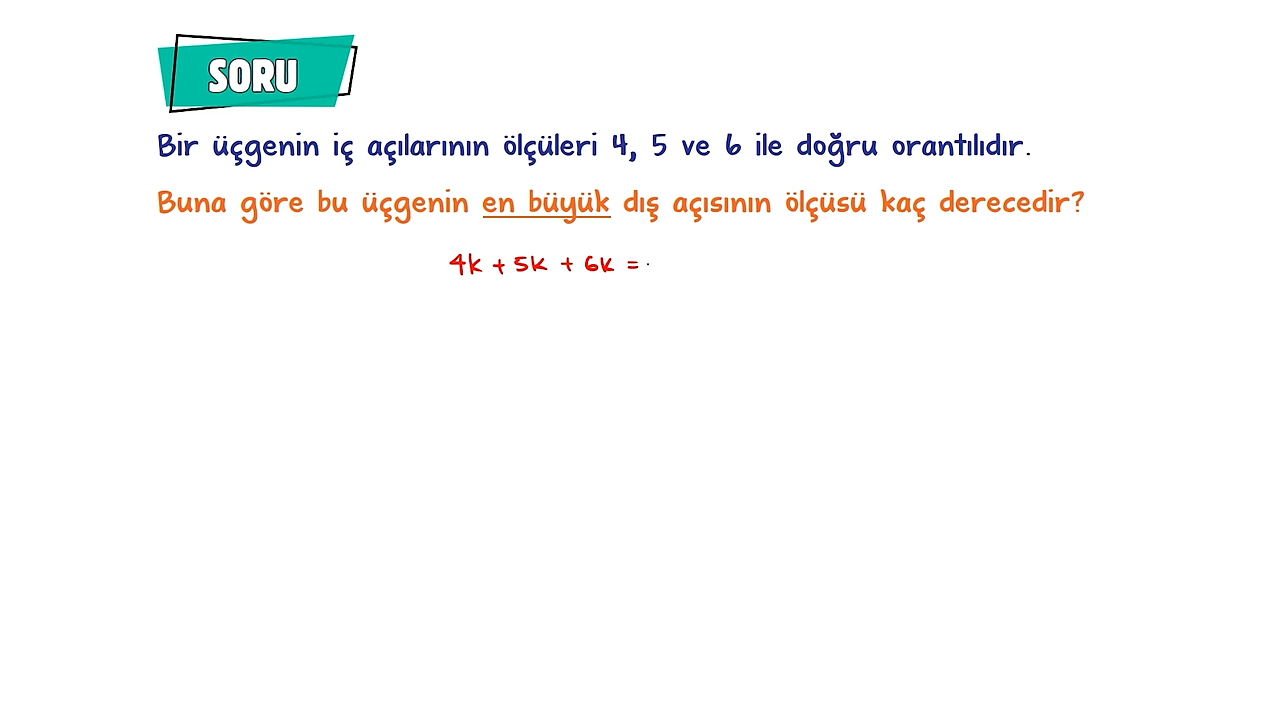 SORU
Bir üçgenin iç açılarının ölçüleri 4, 5 ve 6 ile doğru orantılıdır.
Buna göre bu üçgenin en büyük dış açısının ölçüsü kaç derecedir?
4k + 5k + 6k =